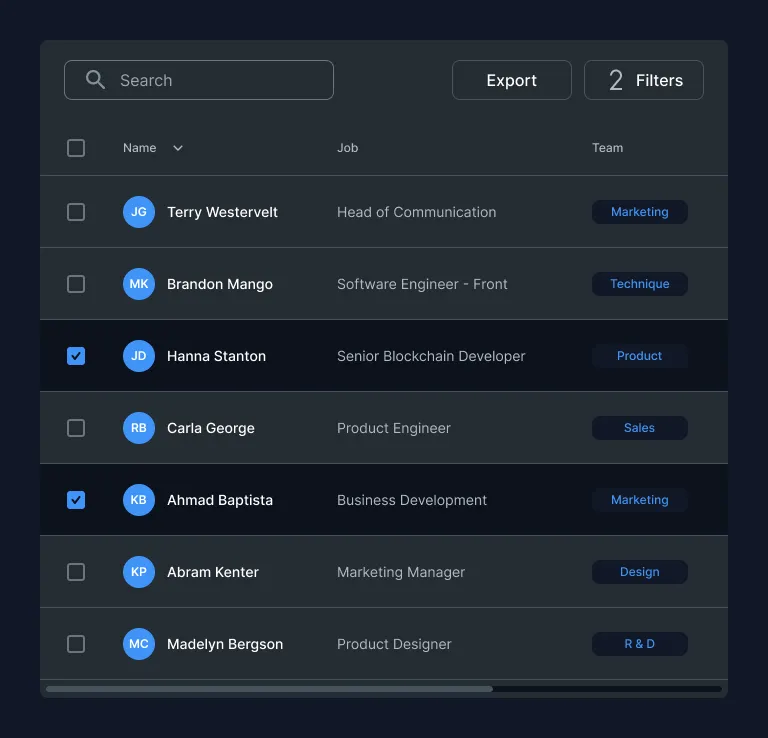 Search Export 2 Filters
Name Job Team
JG Terry Westervelt Head of Communication Marketing
MK Brandon Mango Software Engineer - Front Technique
JD Hanna Stanton Senior Blockchain Developer Product
RB Carla George Product Engineer Sales
KB Ahmad Baptista Business Development Marketing
KP Abram Kenter Marketing Manager Design
MC Madelyn Bergson Product Designer R & D